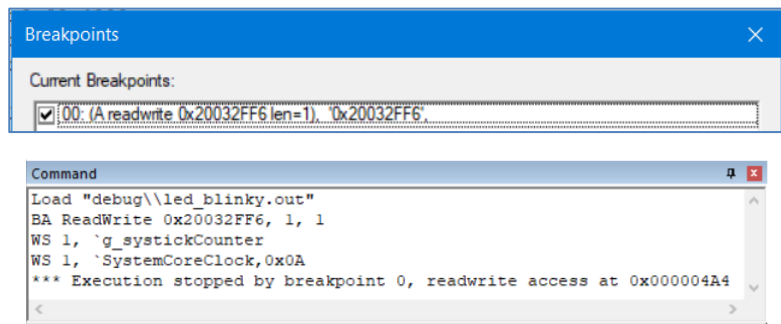 Breakpoints
Current Breakpoints:
00: (A readwrite 0x20032FF6 len=1), '0x20032FF6',
Command
Load "debug\\led_blinky.out"
BA ReadWrite 0x20032FF6, 1, 1
WS 1, `g_systickCounter
WS 1, `SystemCoreClock,0x0A
*** Execution stopped by breakpoint 0, readwrite access at 0x000004A4